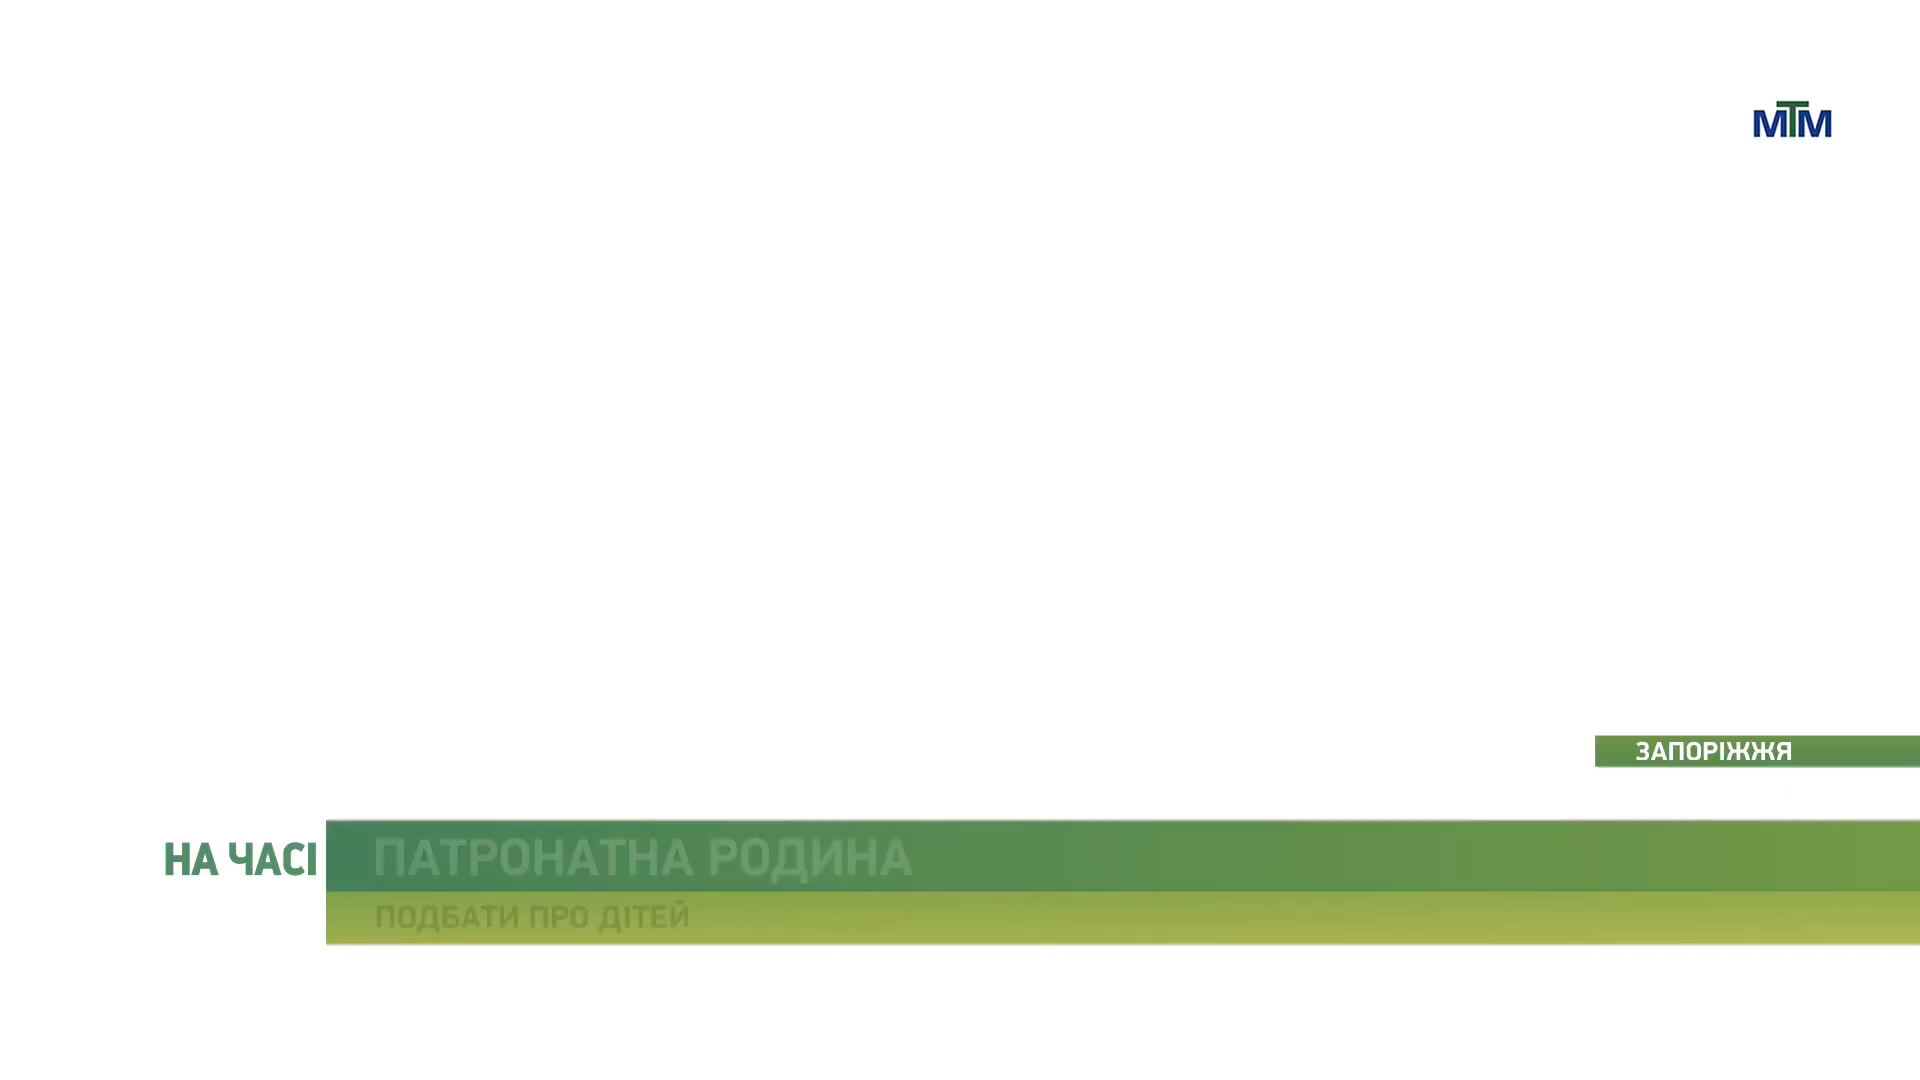 МТМ
ЗАПОРІЖЖЯ
НА ЧАСІ
ПАТРОНАТНА РОДИНА
ПОДБАТИ ПРО ДІТЕЙ